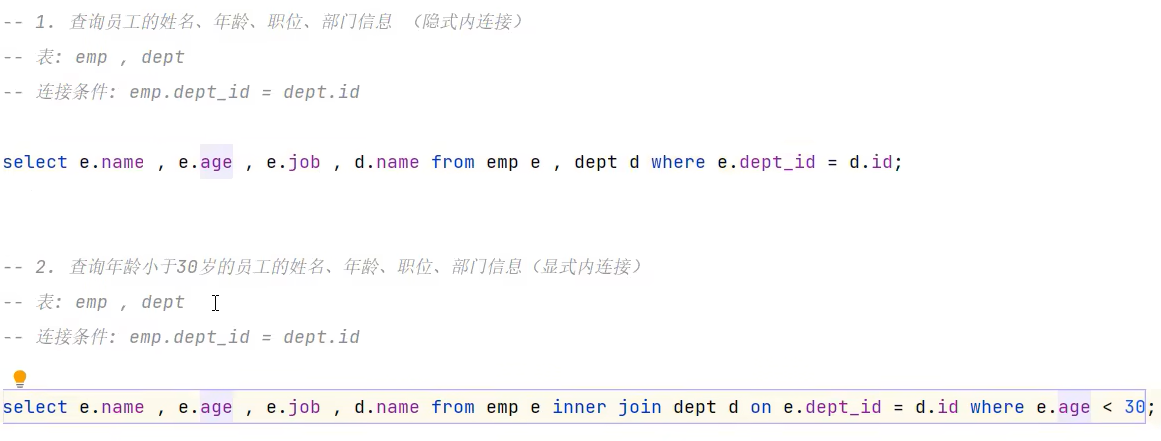 -- 1. 查询员工的姓名、年龄、职位、部门信息 （隐式内连接）
-- 表: emp , dept
-- 连接条件: emp.dept_id = dept.id
select e.name , e.age , e.job , d.name from emp e , dept d where e.dept_id = d.id;
-- 2. 查询年龄小于30岁的员工的姓名、年龄、职位、部门信息（显式内连接）
-- 表: emp , dept
-- 连接条件: emp.dept_id = dept.id
select e.name , e.age , e.job , d.name from emp e inner join dept d on e.dept_id = d.id where e.age < 30;